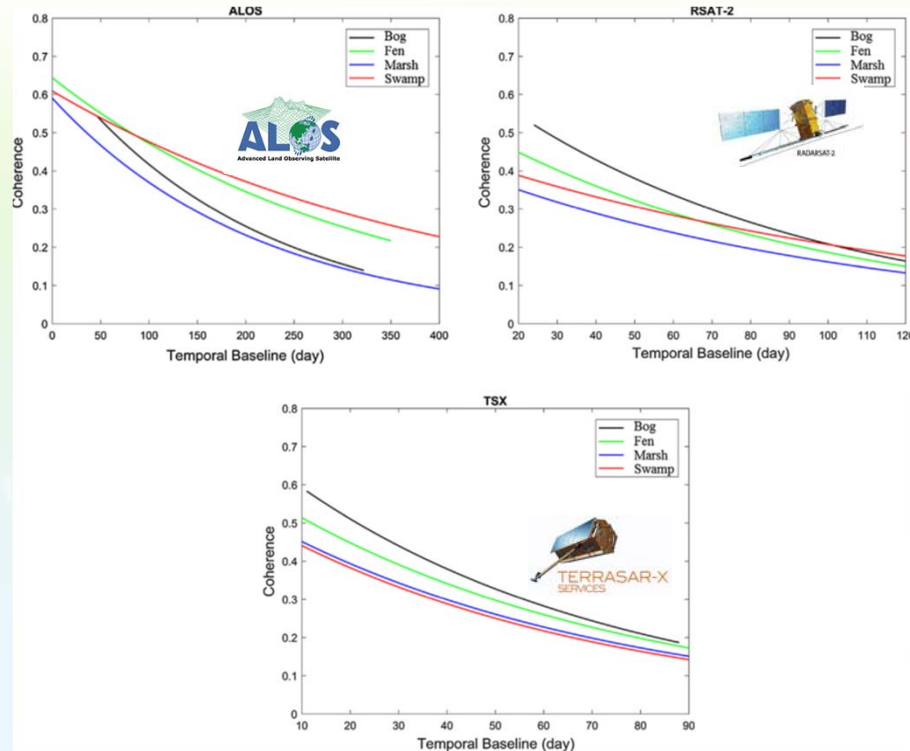 ALOS
0.8
0.7
0.6
0.5
0.4
0.3
0.2
0.1
0
Coherence
0 50 100 150 200 250 300 350 400
Temporal Baseline (day)
Bog
Fen
Marsh
Swamp
ALOS
Advanced Land Observing Satellite
RSAT-2
0.8
0.7
0.6
0.5
0.4
0.3
0.2
0.1
0
Coherence
20 30 40 50 60 70 80 90 100 110 120
Temporal Baseline (day)
Bog
Fen
Marsh
Swamp
RADARSAT-2
TSX
0.8
0.7
0.6
0.5
0.4
0.3
0.2
0.1
0
Coherence
10 20 30 40 50 60 70 80 90
Temporal Baseline (day)
Bog
Fen
Marsh
Swamp
TERRASAR-X
SERVICES